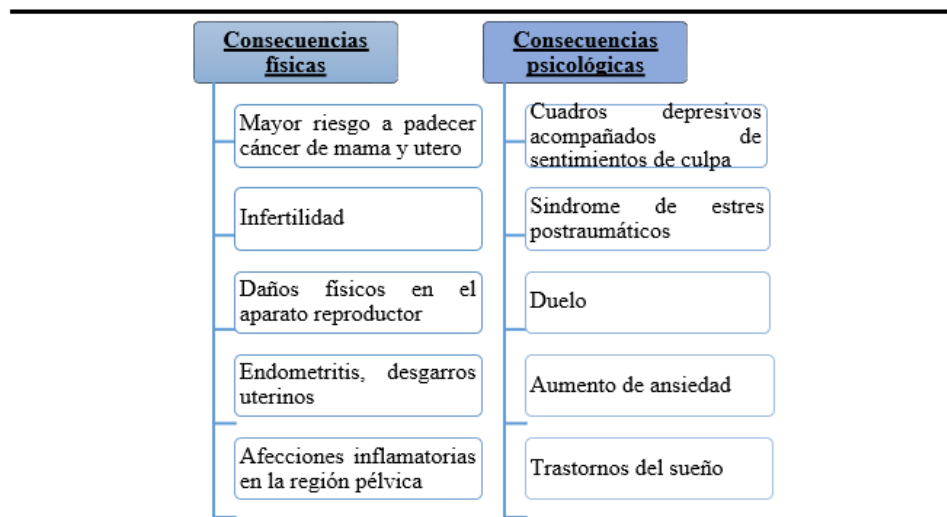 Consecuencias
físicas
Mayor riesgo a padecer
cáncer de mama y utero
Infertilidad
Daños físicos en el
aparato reproductor
Endometritis, desgarros
uterinos
Afecciones inflamatorias
en la región pélvica
Consecuencias
psicológicas
Cuadros depresivos
acompañados de
sentimientos de culpa
Sindrome de estres
postraumáticos
Duelo
Aumento de ansiedad
Trastornos del sueño